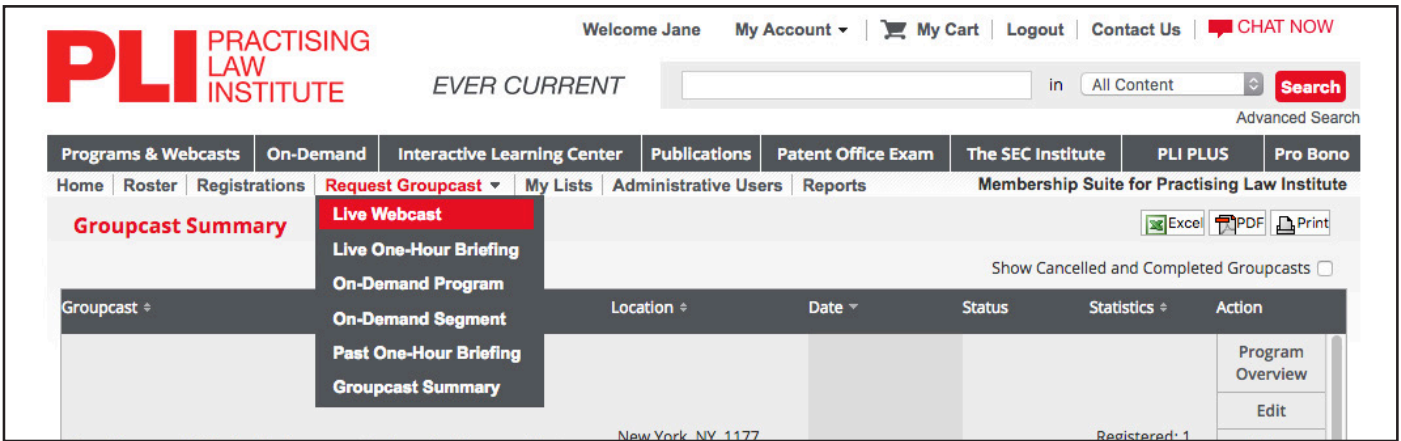 Welcome Jane My Account My Cart Logout Contact Us CHAT NOW
PLI PRACTISING
LAW
INSTITUTE
EVER CURRENT
in All Content Search
Advanced Search
Programs & Webcasts On-Demand Interactive Learning Center Publications Patent Office Exam The SEC Institute PLI PLUS Pro Bono
Home Roster Registrations Request Groupcast My Lists Administrative Users Reports Membership Suite for Practising Law Institute
Groupcast Summary
Excel PDF Print
Show Cancelled and Completed Groupcasts
Live Webcast
Live One-Hour Briefing
On-Demand Program
On-Demand Segment
Past One-Hour Briefing
Groupcast Summary
Groupcast Location Date Status Statistics Action
Program
Overview
Edit
New York, NY, 1177 Registered: 1